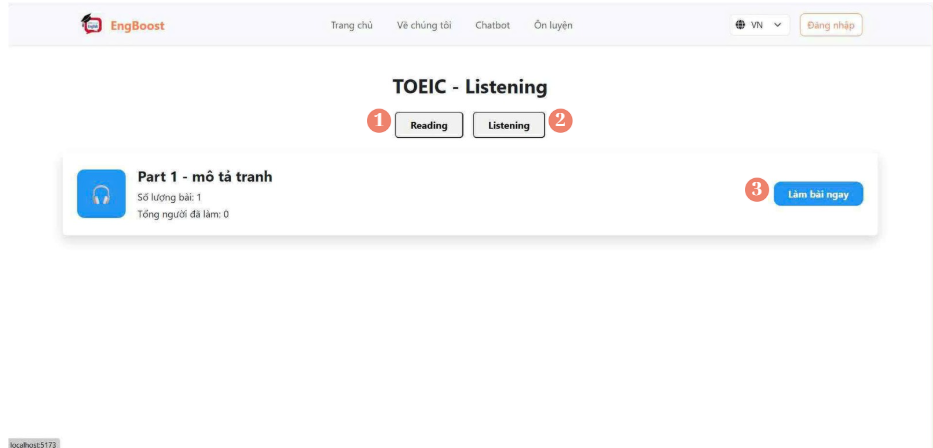 EngBoost
Trang chủ Về chúng tôi Chatbot Ôn luyện
VN
Đăng nhập
TOEIC - Listening
1 Reading Listening 2
Part 1 - mô tả tranh
Số lượng bài: 1
Tổng người đã làm: 0
3 Làm bài ngay
localhost:5173